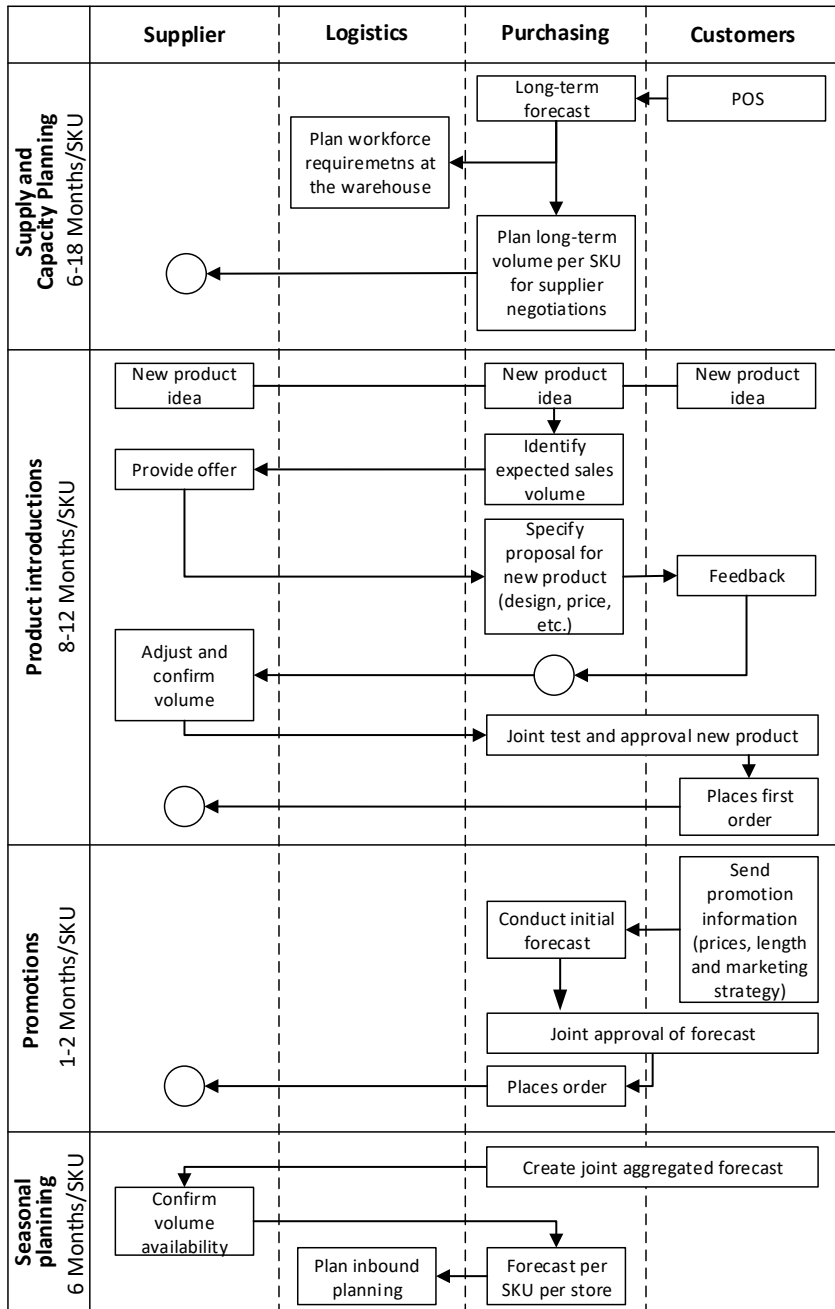 Supplier
Logistics
Purchasing
Customers
Supply and
Capacity Planning
6-18 Months/SKU
Long-term
forecast
POS
Plan workforce
requiremetns at
the warehouse
Plan long-term
volume per SKU
for supplier
negotiations
Product introductions
8-12 Months/SKU
New product
idea
New product
idea
New product
idea
Identify
expected sales
volume
Provide offer
Specify
proposal for
new product
(design, price,
etc.)
Feedback
Adjust and
confirm
volume
Joint test and approval new product
Places first
order
Promotions
1-2 Months/SKU
Send
promotion
information
(prices, length
and marketing
strategy)
Conduct initial
forecast
Joint approval of forecast
Places order
Seasonal
planining
6 Months/SKU
Create joint aggregated forecast
Confirm
volume
availability
Forecast per
SKU per store
Plan inbound
planning